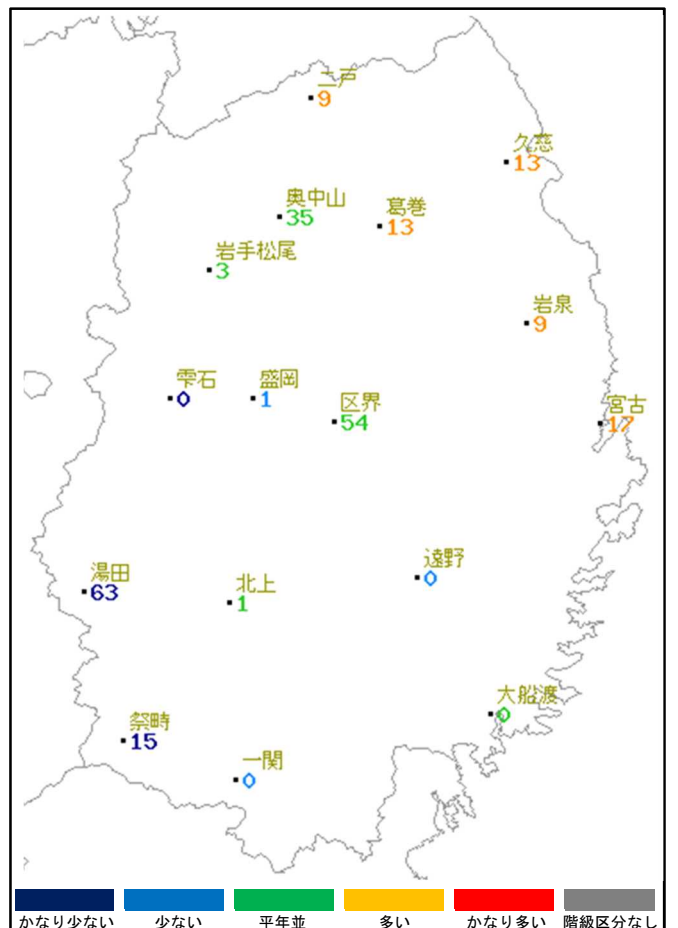 二戸
9
久慈
13
奥中山
35
葛巻
13
岩手松尾
3
岩泉
9
雫石
0
盛岡
1
区界
54
宮古
17
湯田
63
北上
1
遠野
0
大船渡
0
祭畤
15
一関
0
かなり少ない 少ない 平年並 多い かなり多い 階級区分なし